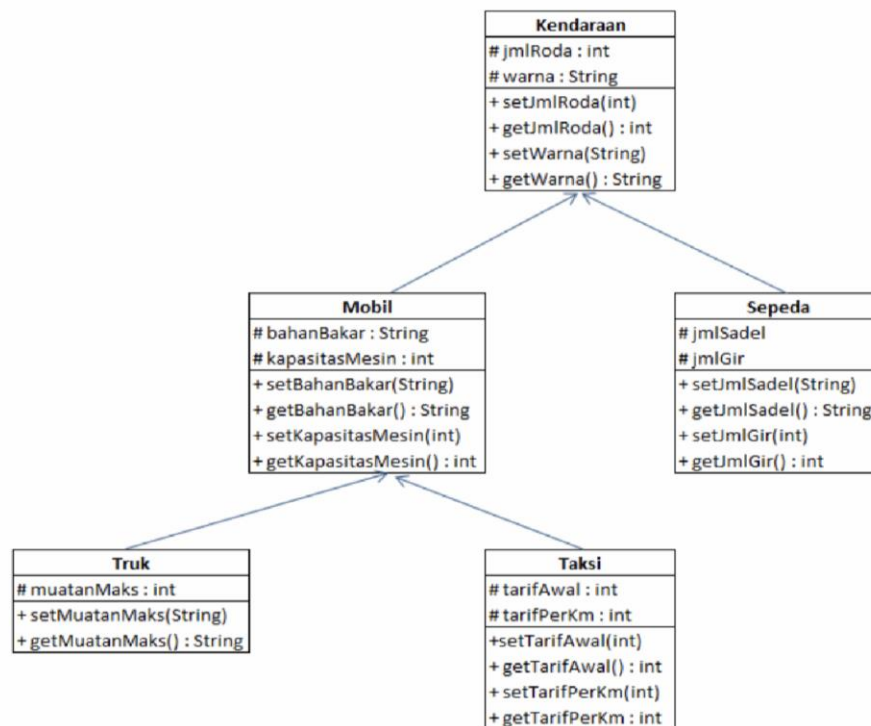 Kendaraan
# jmlRoda : int
# warna : String
+ setJmlRoda(int)
+ getJmlRoda() : int
+ setWarna(String)
+ getWarna() : String
Mobil
# bahanBakar : String
# kapasitasMesin : int
+ setBahanBakar(String)
+ getBahanBakar() : String
+ setKapasitasMesin(int)
+ getKapasitasMesin() : int
Sepeda
# jmlSadel
# jmlGir
+ setJmlSadel(String)
+ getJmlSadel() : String
+ setJmlGir(int)
+ getJmlGir() : int
Truk
# muatanMaks : int
+ setMuatanMaks(String)
+ getMuatanMaks() : String
Taksi
# tarifAwal : int
# tarifPerKm : int
+setTarifAwal(int)
+ getTarifAwal() : int
+ setTarifPerKm(int)
+ getTarifPerKm : int